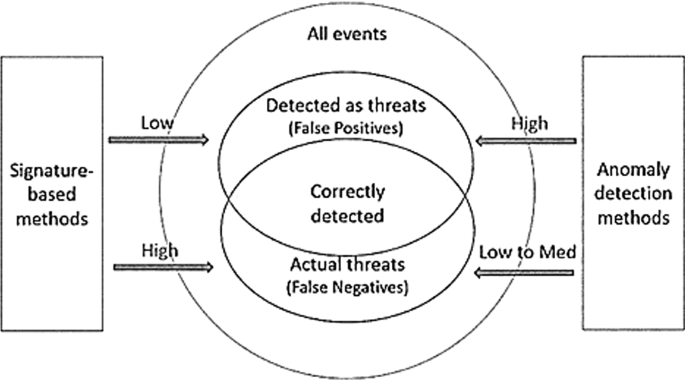 All events
Detected as threats
(False Positives)
Low
High
Signature-
based
methods
Correctly
detected
Anomaly
detection
methods
High
Low to Med
Actual threats
(False Negatives)